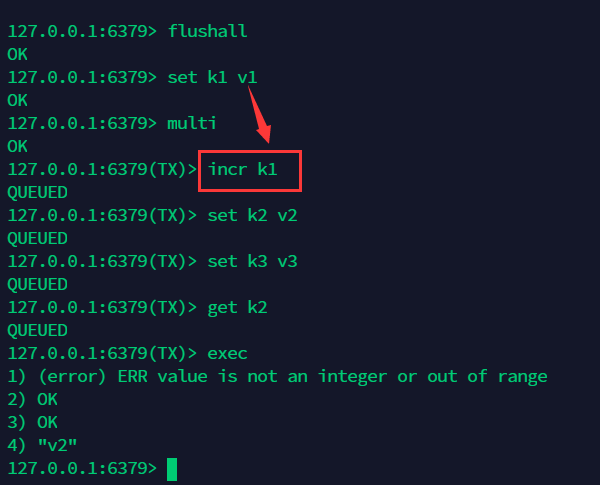 127.0.0.1:6379> flushall
OK
127.0.0.1:6379> set k1 v1
OK
127.0.0.1:6379> multi
OK
127.0.0.1:6379(TX)> incr k1
QUEUED
127.0.0.1:6379(TX)> set k2 v2
QUEUED
127.0.0.1:6379(TX)> set k3 v3
QUEUED
127.0.0.1:6379(TX)> get k2
QUEUED
127.0.0.1:6379(TX)> exec
1) (error) ERR value is not an integer or out of range
2) OK
3) OK
4) "v2"
127.0.0.1:6379>